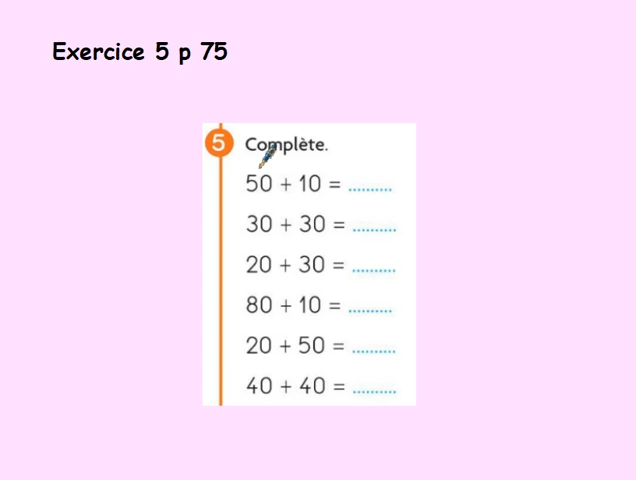 Exercice 5 p 75
5 Complète.
50 + 10 = ..........
30 + 30 = ..........
20 + 30 = ..........
80 + 10 = ..........
20 + 50 = ..........
40 + 40 = ..........